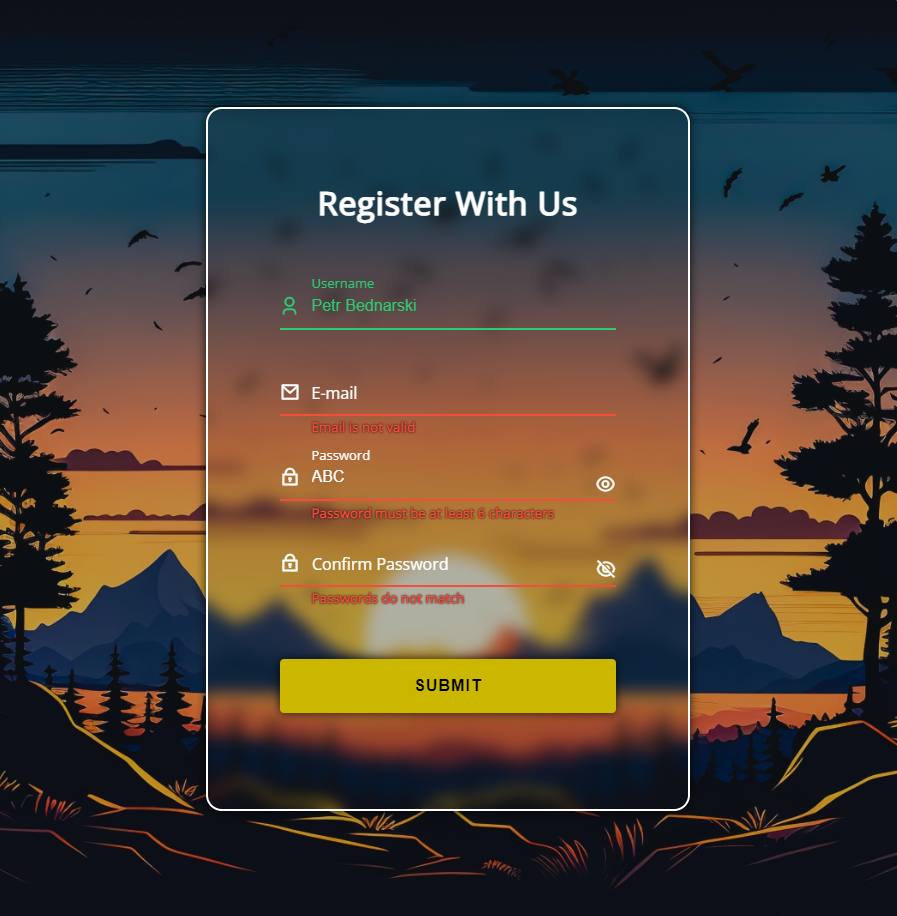 Register With Us
Username
Petr Bednarski
E-mail
Email is not valid
Password
ABC
Password must be at least 6 characters
Confirm Password
Passwords do not match
SUBMIT